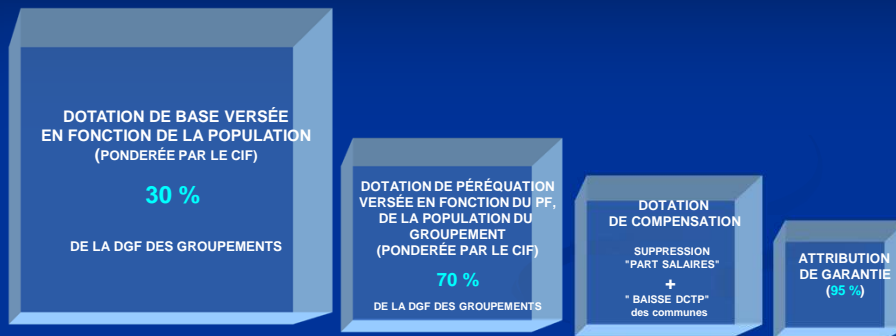 DOTATION DE BASE VERSÉE
EN FONCTION DE LA POPULATION
(PONDERÉE PAR LE CIF)
30 %
DE LA DGF DES GROUPEMENTS
DOTATION DE PÉRÉQUATION
VERSÉE EN FONCTION DU PF,
DE LA POPULATION DU
GROUPEMENT
(PONDERÉE PAR LE CIF)
70 %
DE LA DGF DES GROUPEMENTS
DOTATION
DE COMPENSATION
SUPPRESSION
"PART SALAIRES"
+
" BAISSE DCTP"
des communes
ATTRIBUTION
DE GARANTIE
(95 %)